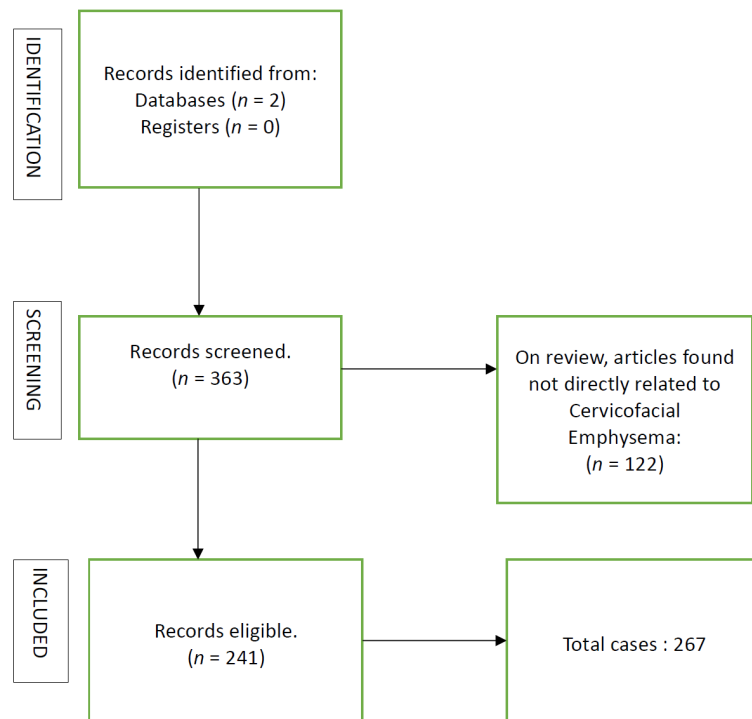 IDENTIFICATION
Records identified from:
Databases (n = 2)
Registers (n = 0)
SCREENING
Records screened.
(n = 363)
On review, articles found
not directly related to
Cervicofacial
Emphysema:
(n = 122)
INCLUDED
Records eligible.
(n = 241)
Total cases : 267